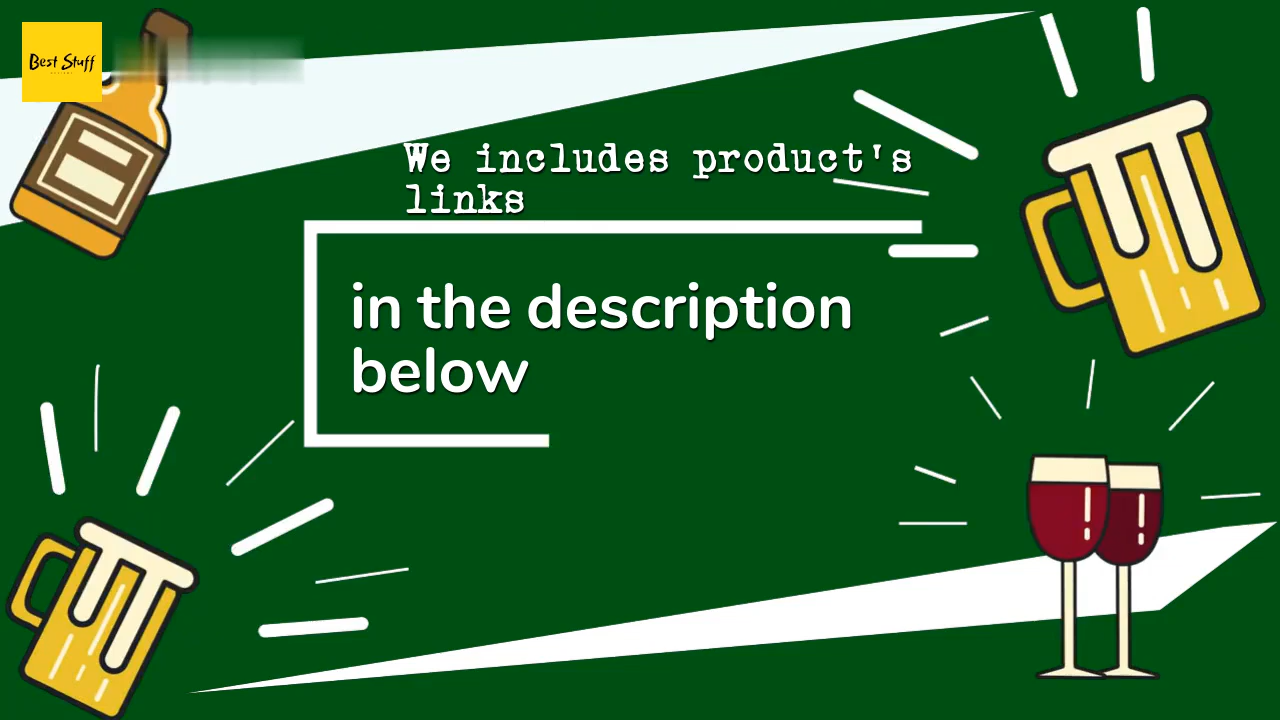 Best Stuff
We includes product's
links
in the description
below